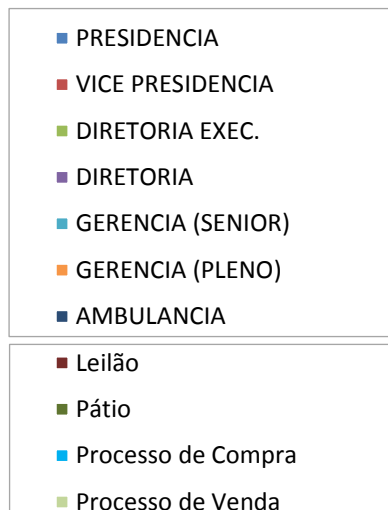 PRESIDENCIA
VICE PRESIDENCIA
DIRETORIA EXEC.
DIRETORIA
GERENCIA (SENIOR)
GERENCIA (PLENO)
AMBULANCIA
Leilão
Pátio
Processo de Compra
Processo de Venda